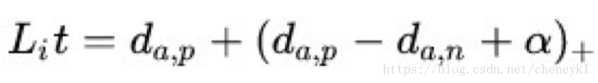 L_i t = d_{a,p} + (d_{a,p} − d_{a,n} + α)_+
https://blog.csdn.net/cheneykl